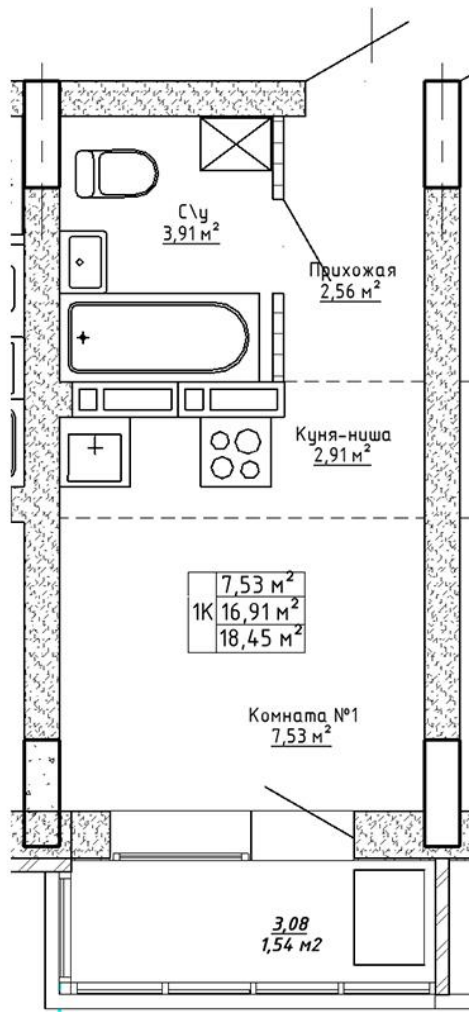 С\у
3,91 м²
Прихожая
2,56 м²
Куня-ниша
2,91 м²
1К
7,53 м²
16,91 м²
18,45 м²
Комната №1
7,53 м²
3,08
1,54 м2